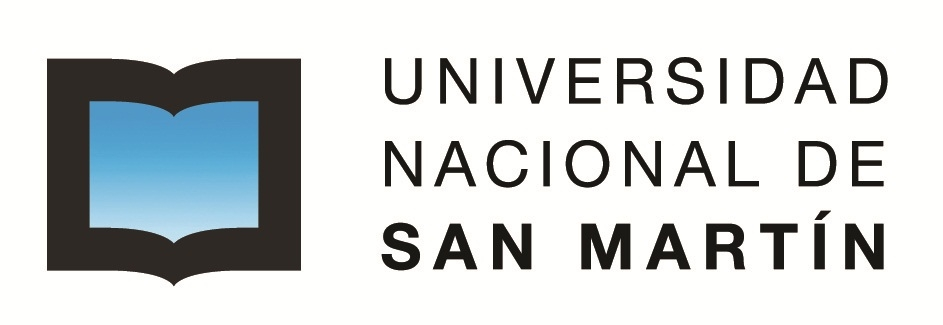 UNIVERSIDAD
NACIONAL DE
SAN MARTÍN